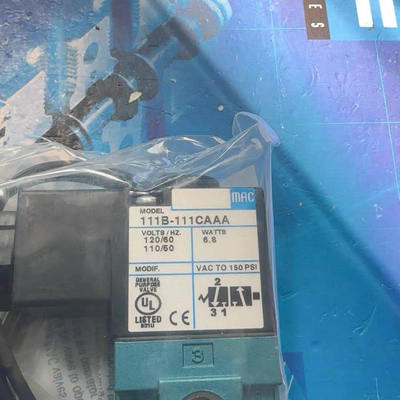 ES
MAC
MODEL
111B-111CAAA
VOLTS / HZ. WATTS
120/60 6.8
110/50
MODIF. VAC TO 150 PSI
GENERAL
PURPOSE
VALVE
2
UL
LISTED CE 3 1
3